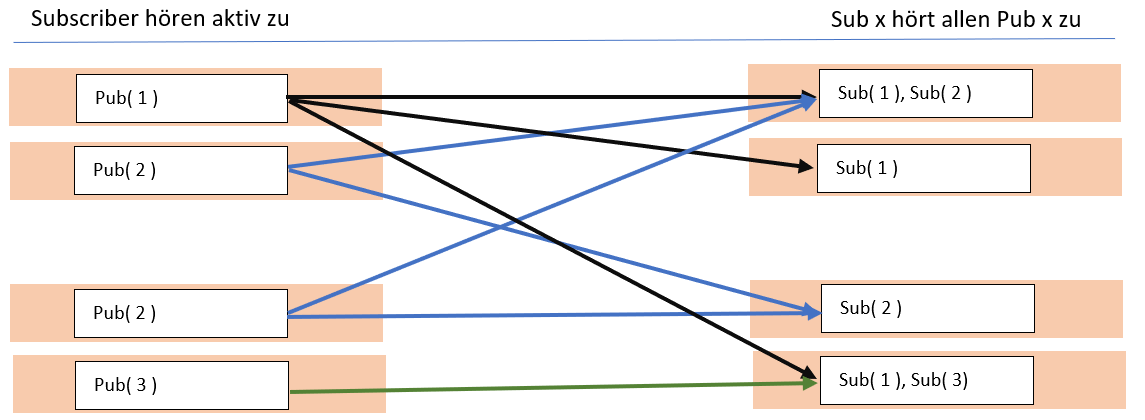 Subscriber hören aktiv zu
Sub x hört allen Pub x zu
Pub( 1 )
Sub( 1 ), Sub( 2 )
Pub( 2 )
Sub( 1 )
Pub( 2 )
Sub( 2 )
Pub( 3 )
Sub( 1 ), Sub( 3)